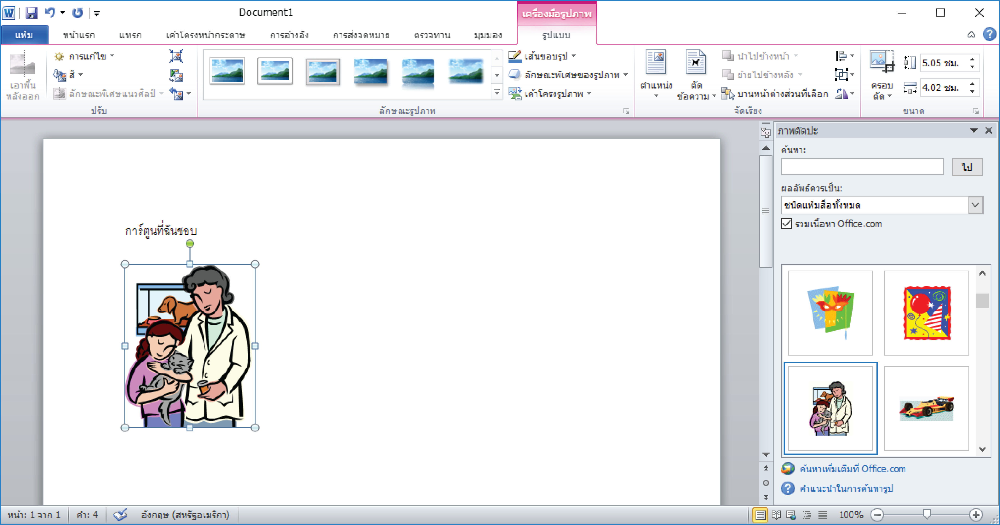 Document1
เครื่องมือรูปภาพ
แฟ้ม หน้าแรก แทรก เค้าโครงหน้ากระดาษ การอ้างอิง การส่งจดหมาย ตรวจทาน มุมมอง รูปแบบ
เอาพื้น
หลังออก
การแก้ไข
สี
ลักษณะพิเศษแนวศิลป์
ปรับ
เส้นขอบรูป
ลักษณะพิเศษของรูปภาพ
เค้าโครงรูปภาพ
ลักษณะรูปภาพ
ตำแหน่ง
ตัด
ข้อความ
นำไปข้างหน้า
ย้ายไปข้างหลัง
บานหน้าต่างส่วนที่เลือก
จัดเรียง
ครอบ
ตัด
5.05 ซม.
4.02 ซม.
ขนาด
การ์ตูนที่ฉันชอบ
ภาพตัดปะ
ค้นหา:
ไป
ผลลัพธ์ควรเป็น:
ชนิดแฟ้มสื่อทั้งหมด
รวมเนื้อหา Office.com
ค้นหาเพิ่มเติมที่ Office.com
คำแนะนำในการค้นหารูป
หน้า: 1 จาก 1 คำ: 4 อังกฤษ (สหรัฐอเมริกา) 100%